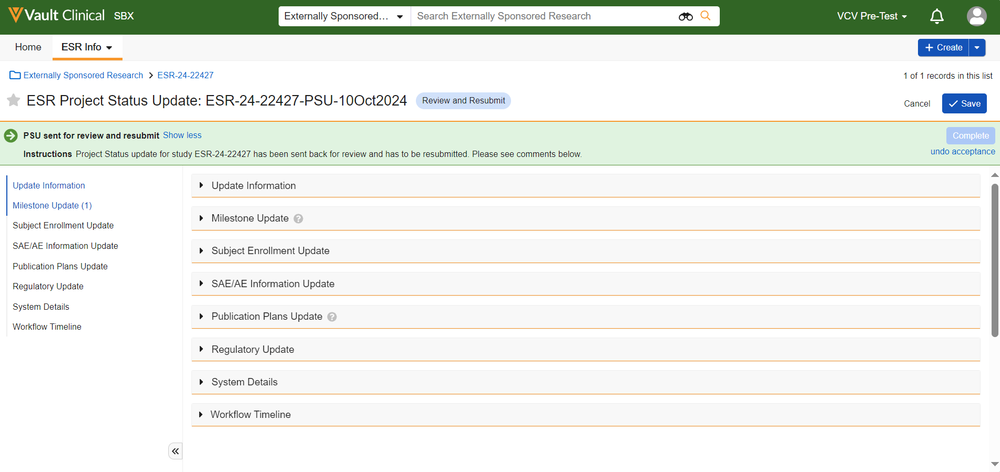 Vault Clinical SBX
Externally Sponsored... Search Externally Sponsored Research
VCV Pre-Test
Home ESR Info
Create
Externally Sponsored Research > ESR-24-22427
1 of 1 records in this list
ESR Project Status Update: ESR-24-22427-PSU-10Oct2024 Review and Resubmit
Cancel Save
PSU sent for review and resubmit Show less
Complete
Instructions Project Status update for study ESR-24-22427 has been sent back for review and has to be resubmitted. Please see comments below.
undo acceptance
Update Information
Milestone Update (1)
Subject Enrollment Update
SAE/AE Information Update
Publication Plans Update
Regulatory Update
System Details
Workflow Timeline
Update Information
Milestone Update ?
Subject Enrollment Update
SAE/AE Information Update
Publication Plans Update ?
Regulatory Update
System Details
Workflow Timeline